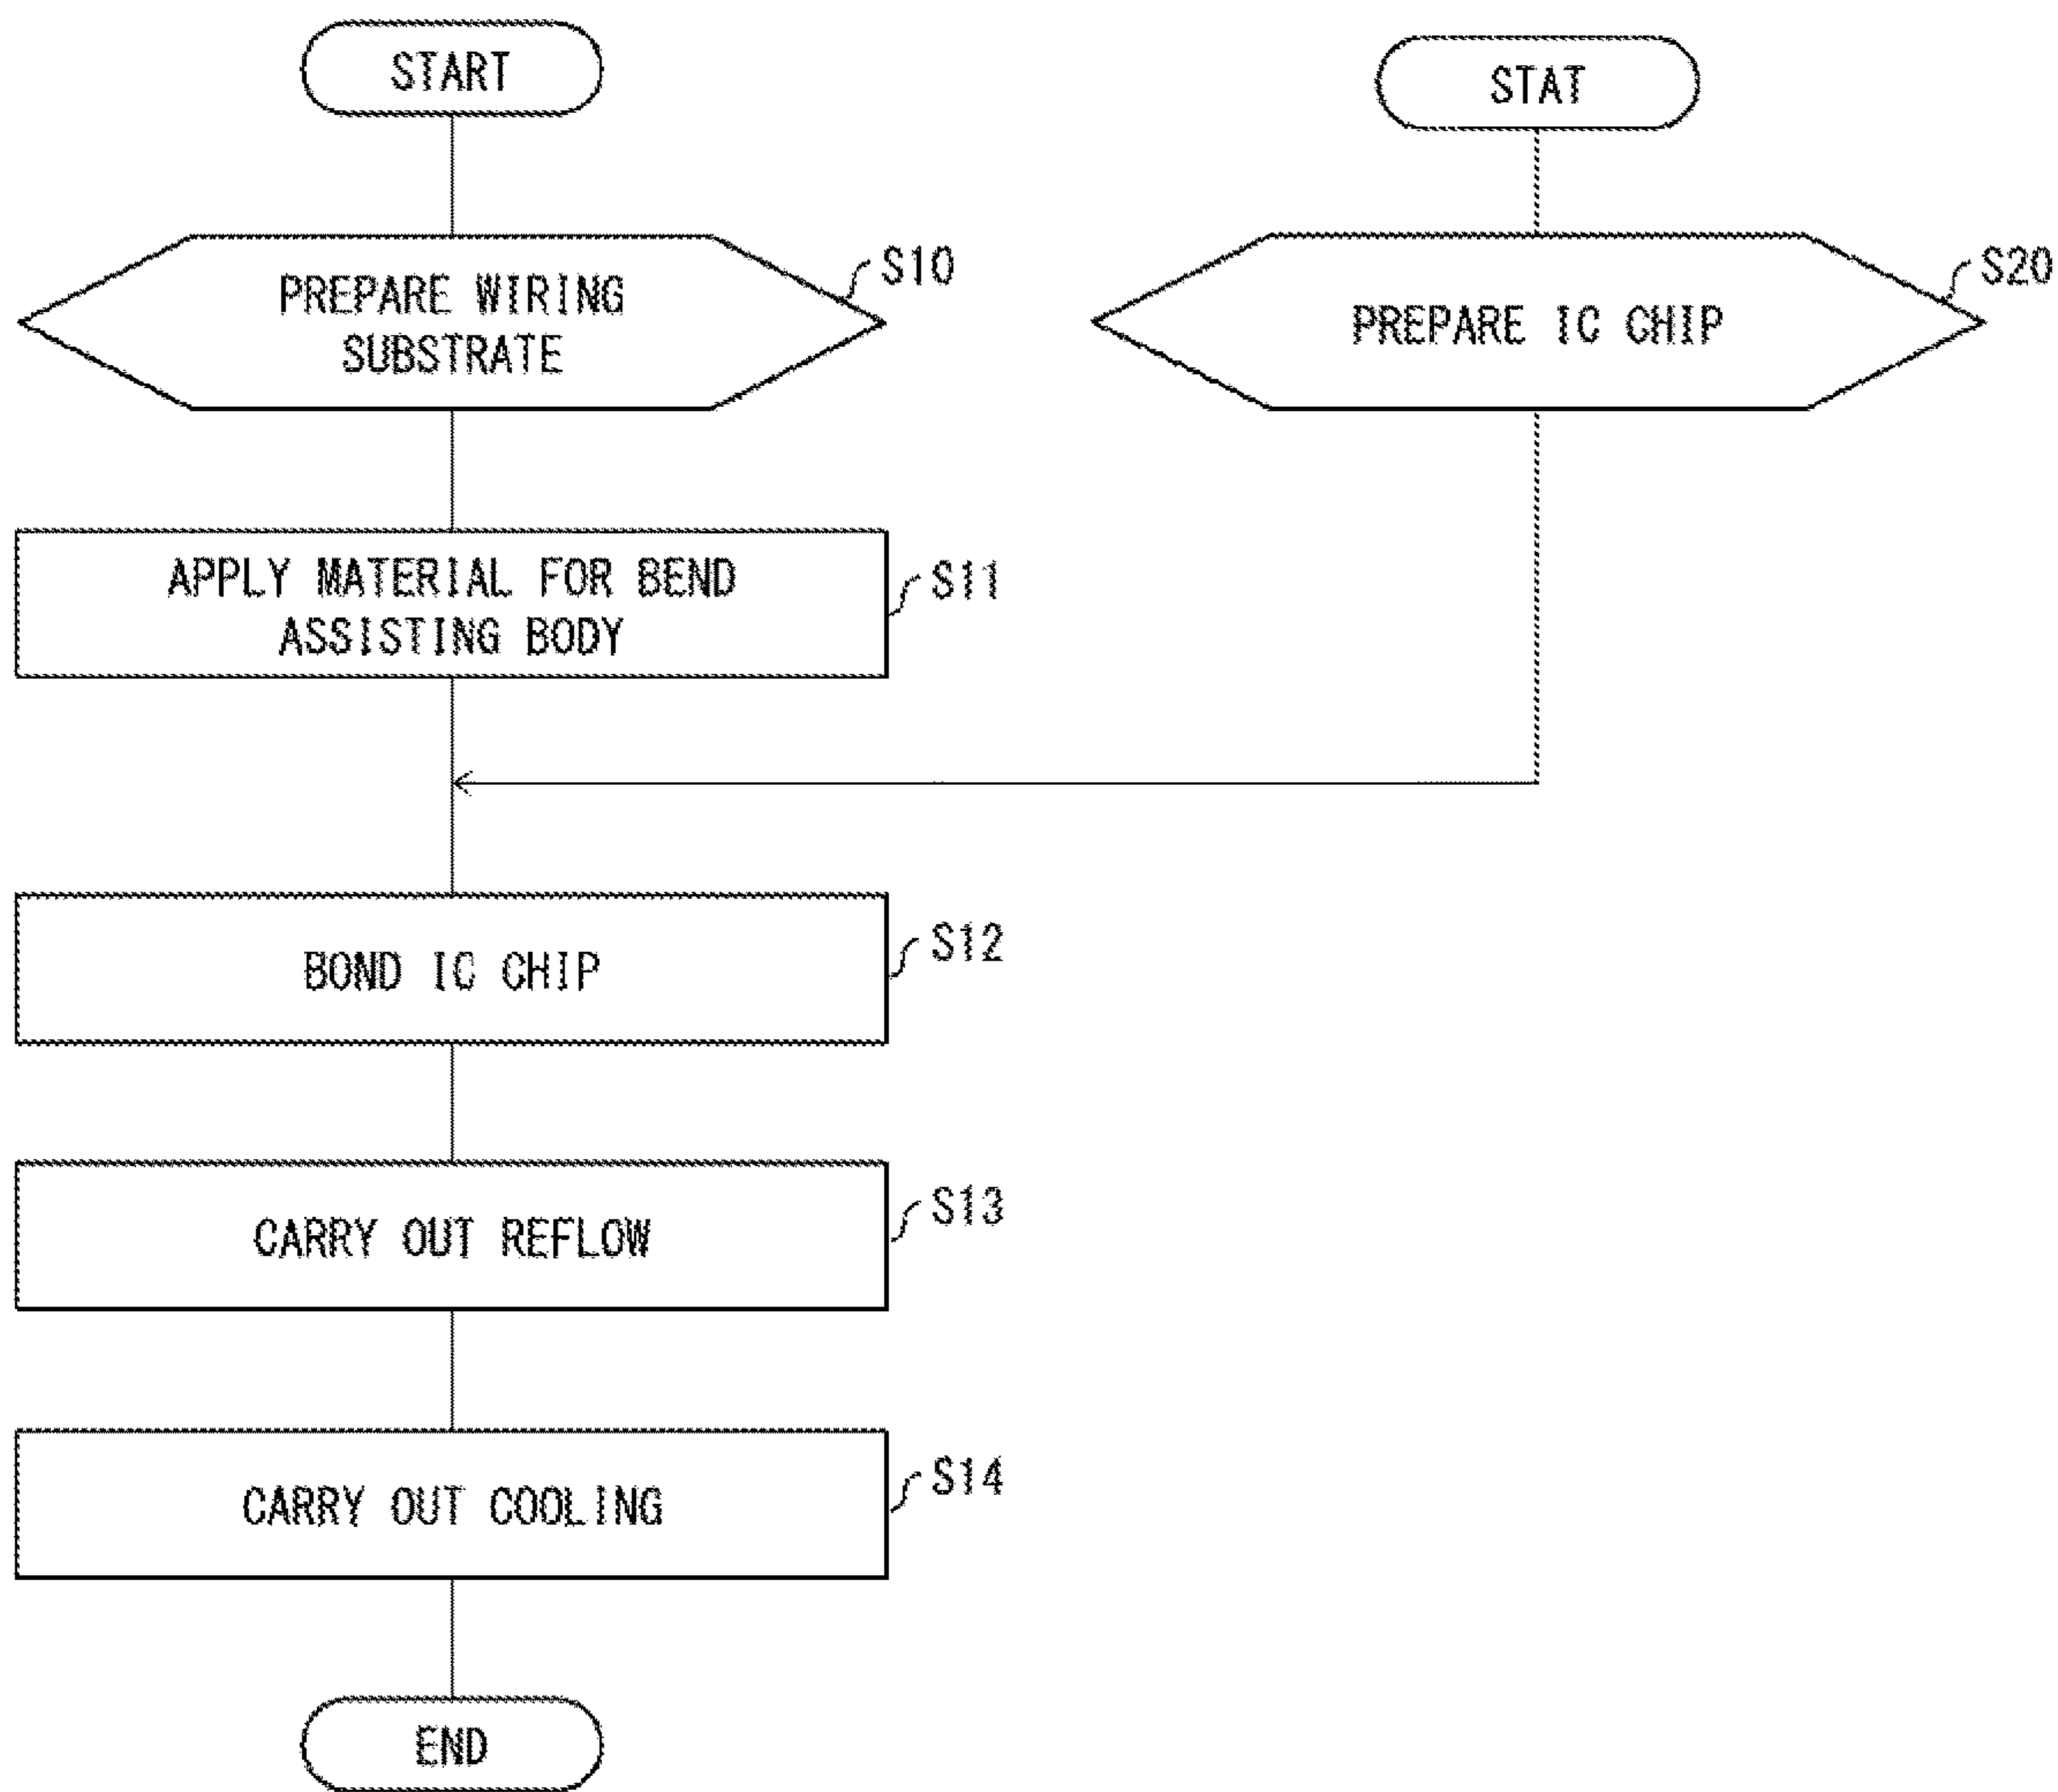 START
STAT
PREPARE WIRING
SUBSTRATE
S10
PREPARE IC CHIP
S20
APPLY MATERIAL FOR BEND
ASSISTING BODY
S11
BOND IC CHIP
S12
CARRY OUT REFLOW
S13
CARRY OUT COOLING
S14
END